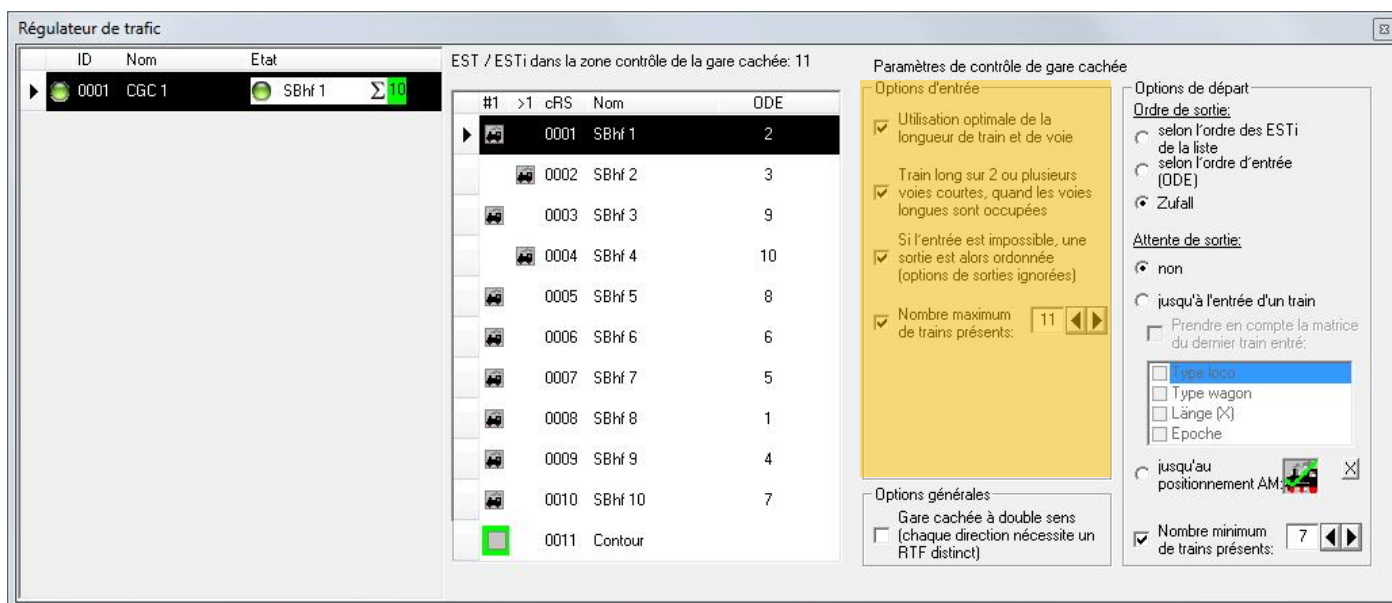 Régulateur de trafic
ID Nom Etat
0001 CGC 1 SBhf 1 Σ 10
EST / ESTi dans la zone contrôle de la gare cachée: 11
#1 >1 cRS Nom ODE
0001 SBhf 1 2
0002 SBhf 2 3
0003 SBhf 3 9
0004 SBhf 4 10
0005 SBhf 5 8
0006 SBhf 6 6
0007 SBhf 7 5
0008 SBhf 8 1
0009 SBhf 9 4
0010 SBhf 10 7
0011 Contour
Paramètres de contrôle de gare cachée
Options d'entrée
Utilisation optimale de la
longueur de train et de voie
Train long sur 2 ou plusieurs
voies courtes, quand les voies
longues sont occupées
Si l´entrée est impossible, une
sortie est alors ordonnée
(options de sorties ignorées)
Nombre maximum
de trains présents: 11
Options générales
Gare cachée à double sens
(chaque direction nécessite un
RTF distinct)
Options de départ
Ordre de sortie:
selon l´ordre des ESTi
de la liste
selon l´ordre d´entrée
(ODE)
Zufall
Attente de sortie:
non
jusqu'à l'entrée d'un train
Prendre en compte la matrice
du dernier train entré:
Type loco
Type wagon
Länge (X)
Epoche
jusqu'au
positionnement AM: X
Nombre minimum
de trains présents: 7